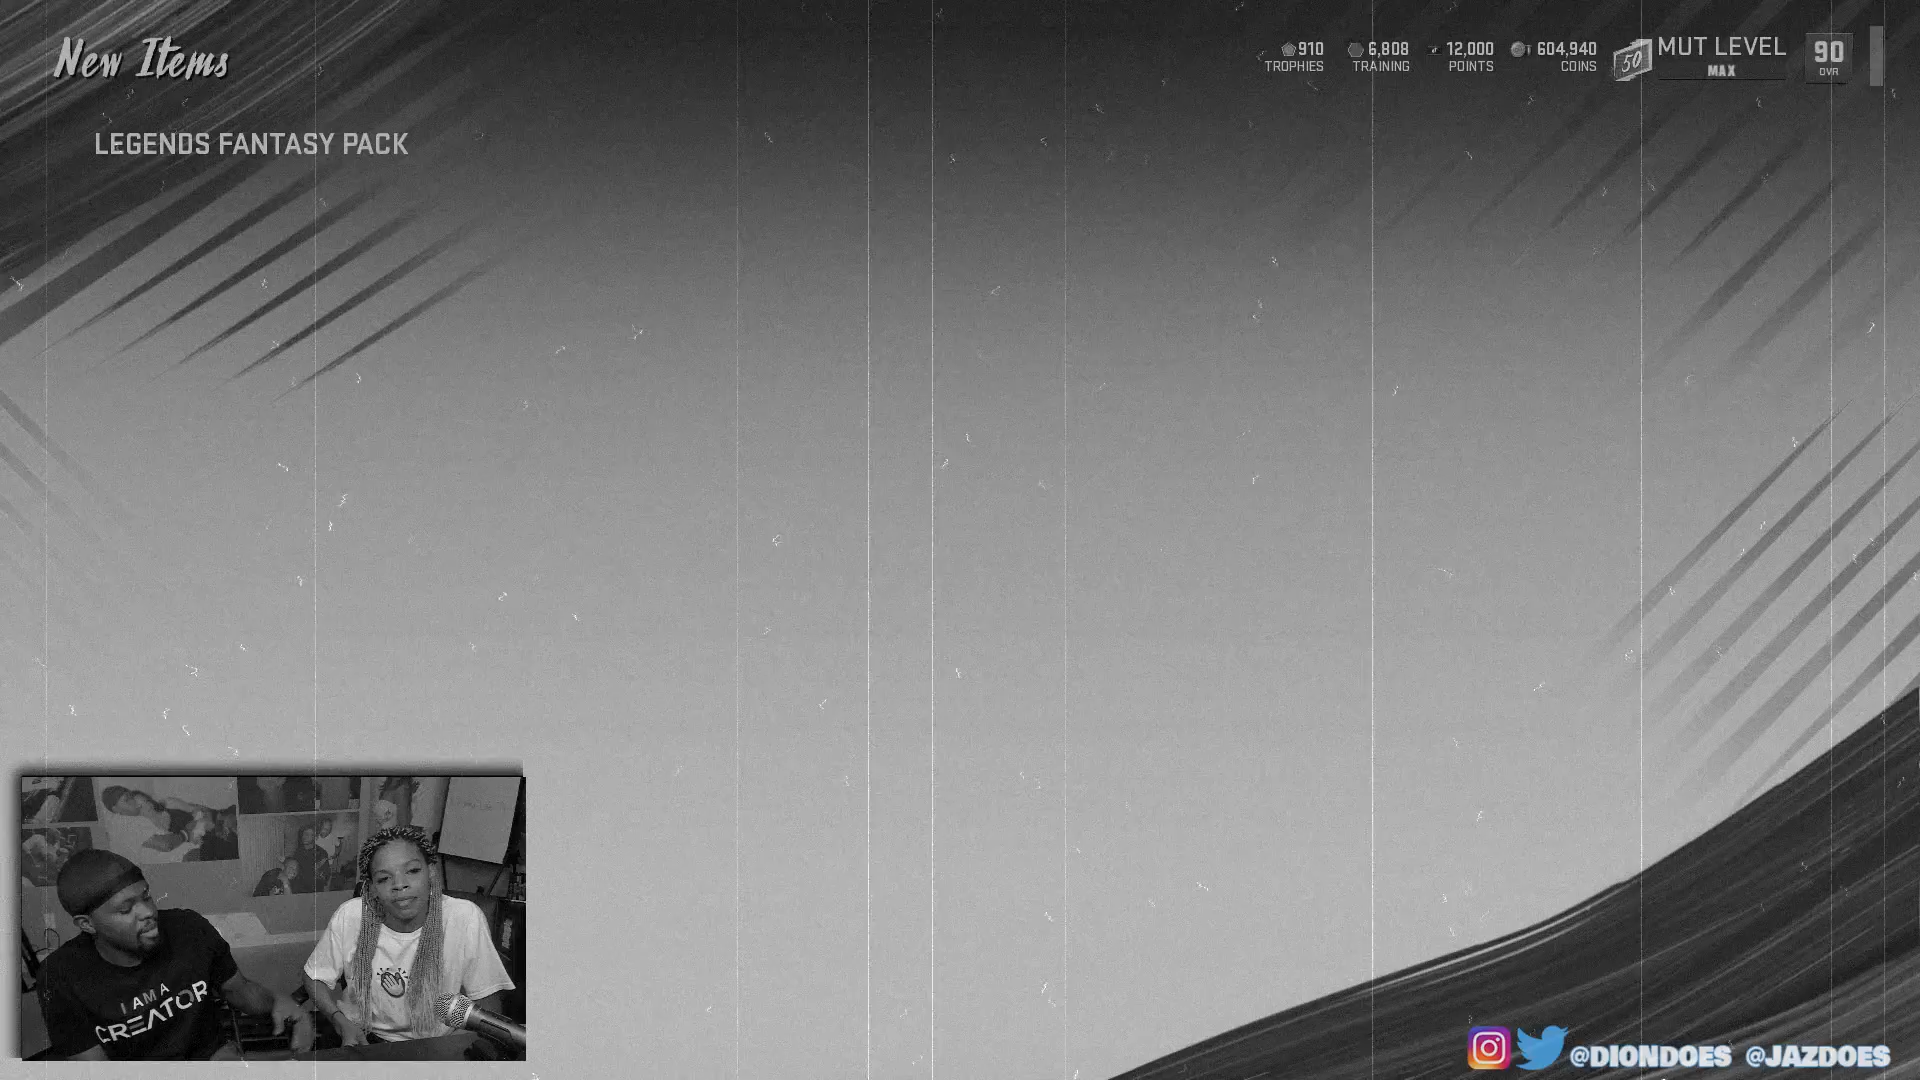 New Items
910
TROPHIES
6,808
TRAINING
12,000
POINTS
604,940
COINS
50
MUT LEVEL
MAX
90
OVR
LEGENDS FANTASY PACK
I AM A
CREATOR
@DIONDOES @JAZDOES